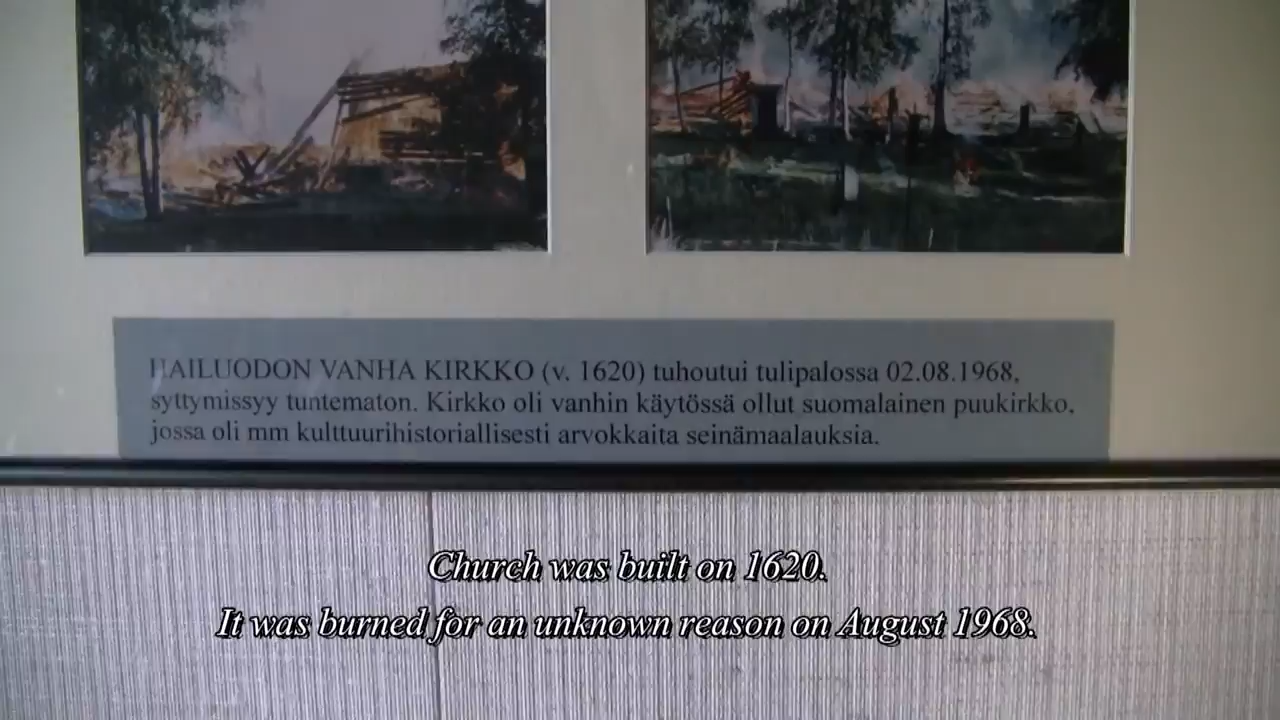 HAILUODON VANHA KIRKKO (v. 1620) tuhoutui tulipalossa 02.08.1968,
syttymissyy tuntematon. Kirkko oli vanhin käytössä ollut suomalainen puukirkko,
jossa oli mm kulttuurihistoriallisesti arvokkaita seinämaalauksia.
Church was built on 1620.
It was burned for an unknown reason on August 1968.